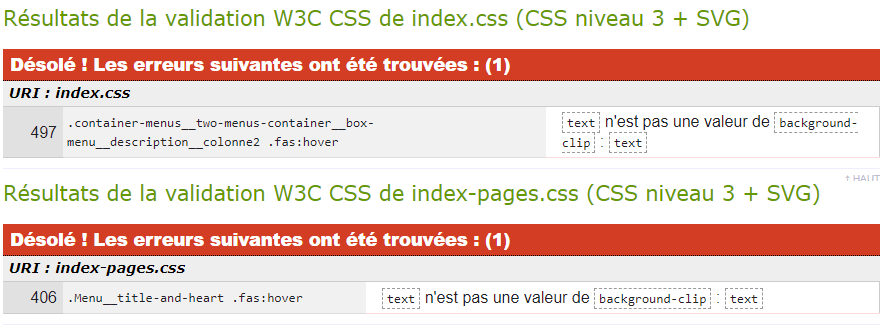 Résultats de la validation W3C CSS de index.css (CSS niveau 3 + SVG)
Désolé ! Les erreurs suivantes ont été trouvées : (1)
URI : index.css
497 .container-menus__two-menus-container__box- text n'est pas une valeur de background-
menu__description__colonne2 .fas:hover clip : text
↑ HAUT
Résultats de la validation W3C CSS de index-pages.css (CSS niveau 3 + SVG)
Désolé ! Les erreurs suivantes ont été trouvées : (1)
URI : index-pages.css
406 .Menu__title-and-heart .fas:hover text n'est pas une valeur de background-clip : text